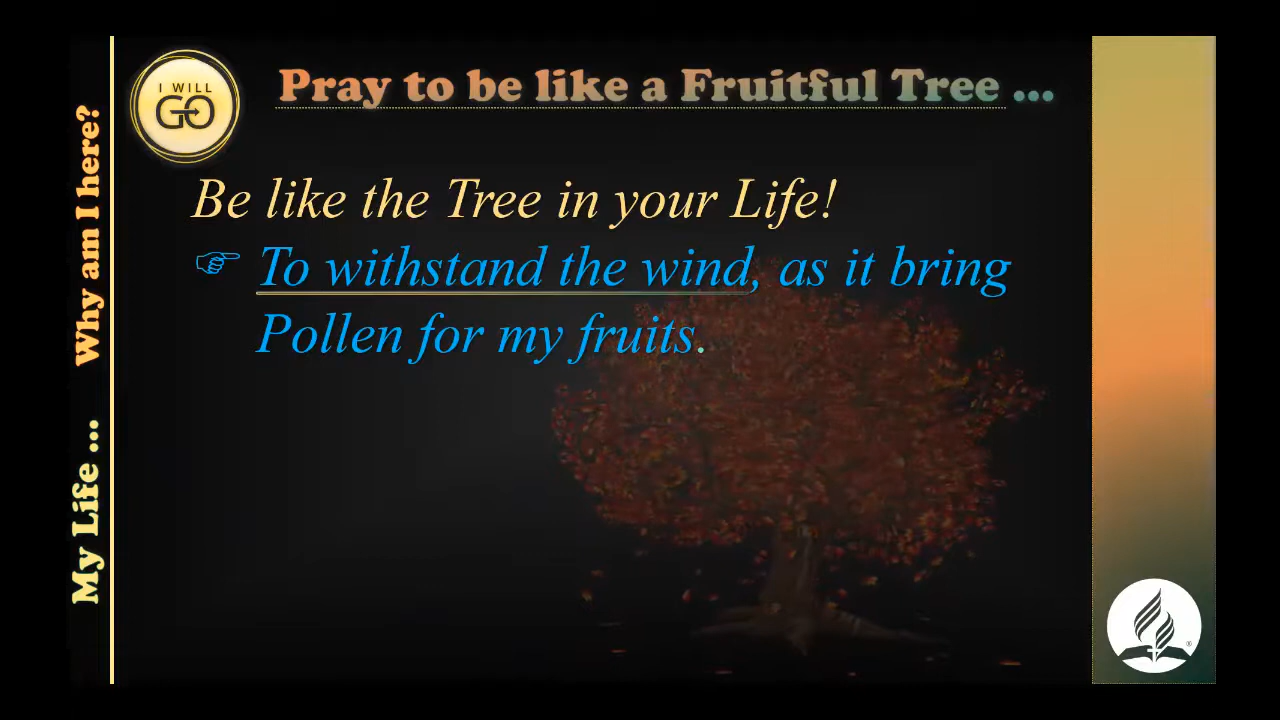 I WILL
GO
Pray to be like a Fruitful Tree ...
Be like the Tree in your Life!
☞ To withstand the wind, as it bring
Pollen for my fruits.
My Life ... Why am I here?
®